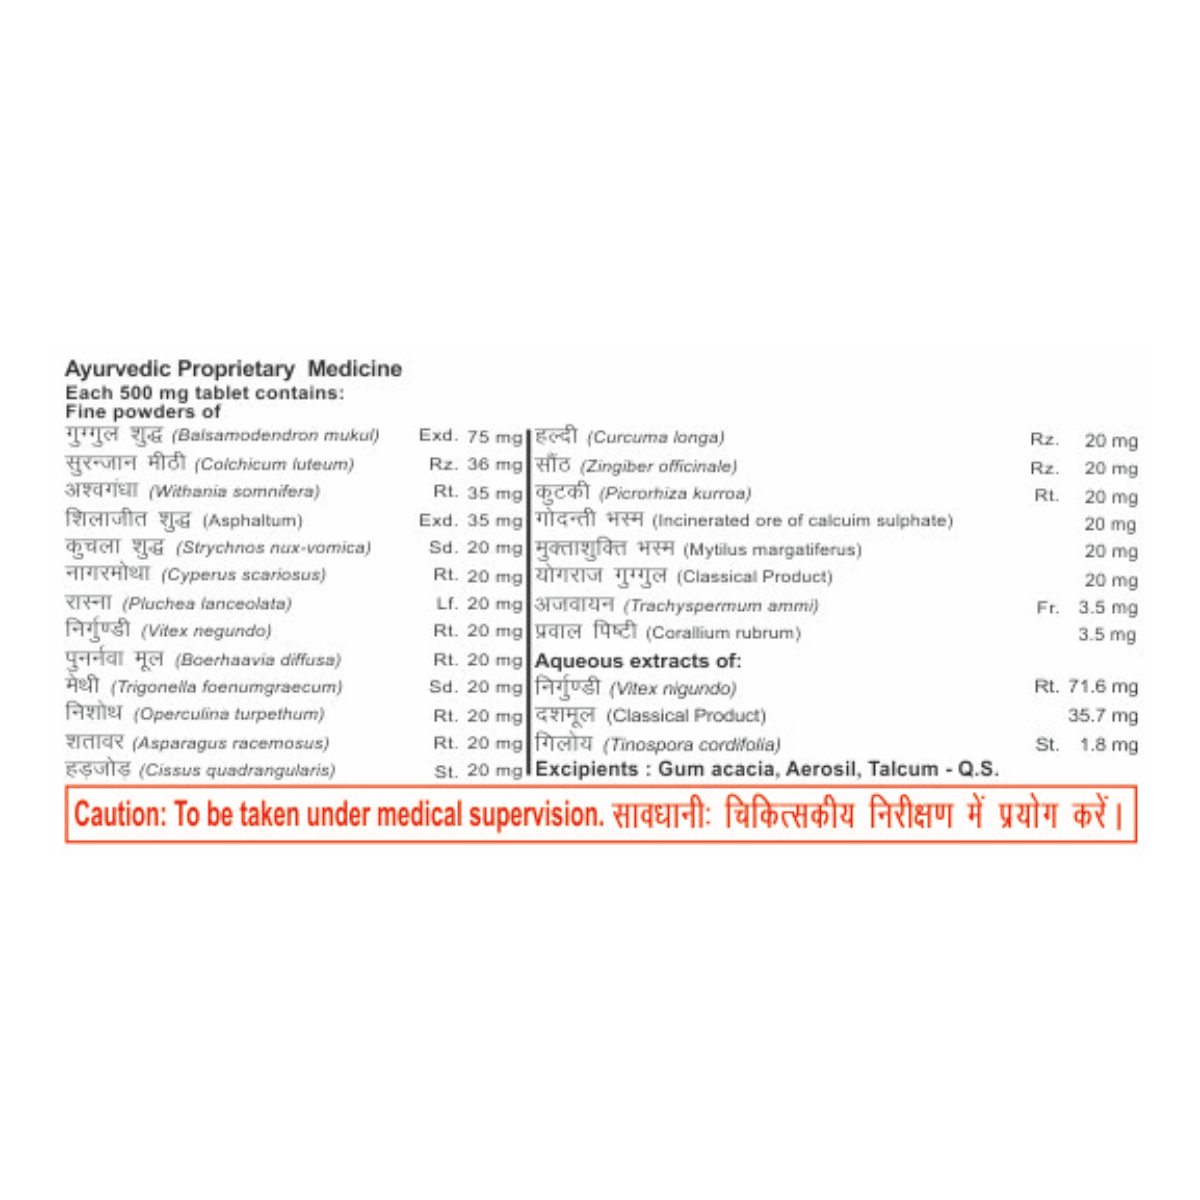 Ayurvedic Proprietary Medicine
Each 500 mg tablet contains:
Fine powders of
गुग्गुल शुद्ध (Balsamodendron mukul) Exd. 75 mg
सुरन्जान मीठी (Colchicum luteum) Rz. 36 mg
अश्वगंधा (Withania somnifera) Rt. 35 mg
शिलाजीत शुद्ध (Asphaltum) Exd. 35 mg
कुचला शुद्ध (Strychnos nux-vomica) Sd. 20 mg
नागरमोथा (Cyperus scariosus) Rt. 20 mg
रास्ना (Pluchea lanceolata) Lf. 20 mg
निर्गुण्डी (Vitex negundo) Rt. 20 mg
पुनर्नवा मूल (Boerhaavia diffusa) Rt. 20 mg
मेथी (Trigonella foenumgraecum) Sd. 20 mg
निशोथ (Operculina turpethum) Rt. 20 mg
शतावर (Asparagus racemosus) Rt. 20 mg
हड़जोड़ (Cissus quadrangularis) St. 20 mg
हल्दी (Curcuma longa) Rz. 20 mg
सौंठ (Zingiber officinale) Rz. 20 mg
कुटकी (Picrorhiza kurroa) Rt. 20 mg
गोदन्ती भस्म (Incinerated ore of calcuim sulphate) 20 mg
मुक्ताशुक्ति भस्म (Mytilus margatiferus) 20 mg
योगराज गुग्गुल (Classical Product) 20 mg
अजवायन (Trachyspermum ammi) Fr. 3.5 mg
प्रवाल पिष्टी (Corallium rubrum) 3.5 mg
Aqueous extracts of:
निर्गुण्डी (Vitex nigundo) Rt. 71.6 mg
दशमूल (Classical Product) 35.7 mg
गिलोय (Tinospora cordifolia) St. 1.8 mg
Excipients : Gum acacia, Aerosil, Talcum - Q.S.
Caution: To be taken under medical supervision. सावधानी: चिकित्सकीय निरीक्षण में प्रयोग करें।